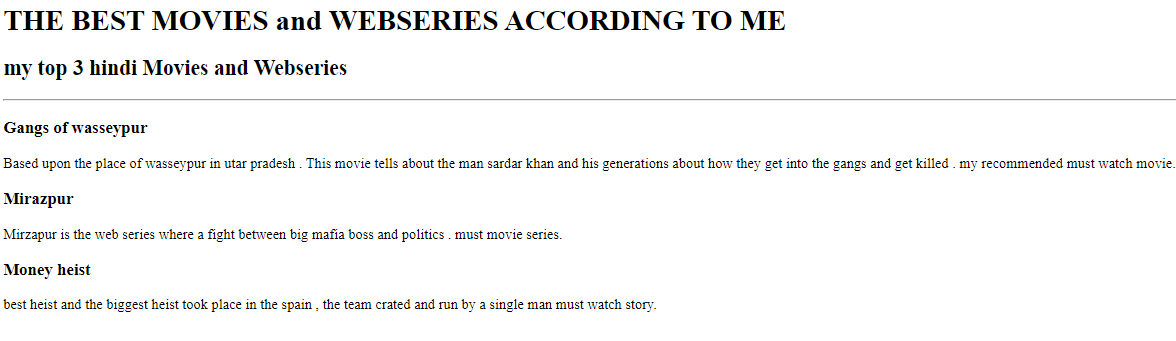 THE BEST MOVIES and WEBSERIES ACCORDING TO ME
my top 3 hindi Movies and Webseries
Gangs of wasseypur
Based upon the place of wasseypur in utar pradesh . This movie tells about the man sardar khan and his generations about how they get into the gangs and get killed . my recommended must watch movie.
Mirazpur
Mirzapur is the web series where a fight between big mafia boss and politics . must movie series.
Money heist
best heist and the biggest heist took place in the spain , the team crated and run by a single man must watch story.